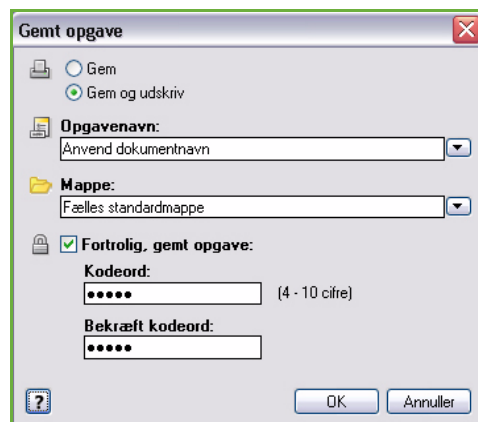 Gemt opgave
Gem
Gem og udskriv
Opgavenavn:
Anvend dokumentnavn
Mappe:
Fælles standardmappe
Fortrolig, gemt opgave:
Kodeord:
●●●●● (4 - 10 cifre)
Bekræft kodeord:
●●●●●
? OK Annuller